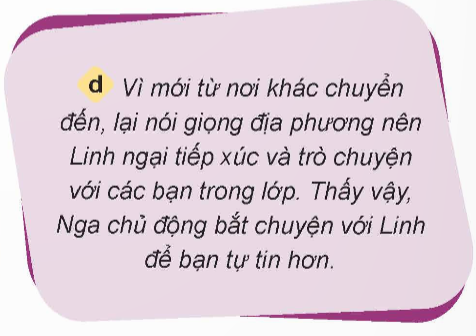 d Vì mới từ nơi khác chuyển
đến, lại nói giọng địa phương nên
Linh ngại tiếp xúc và trò chuyện
với các bạn trong lớp. Thấy vậy,
Nga chủ động bắt chuyện với Linh
để bạn tự tin hơn.